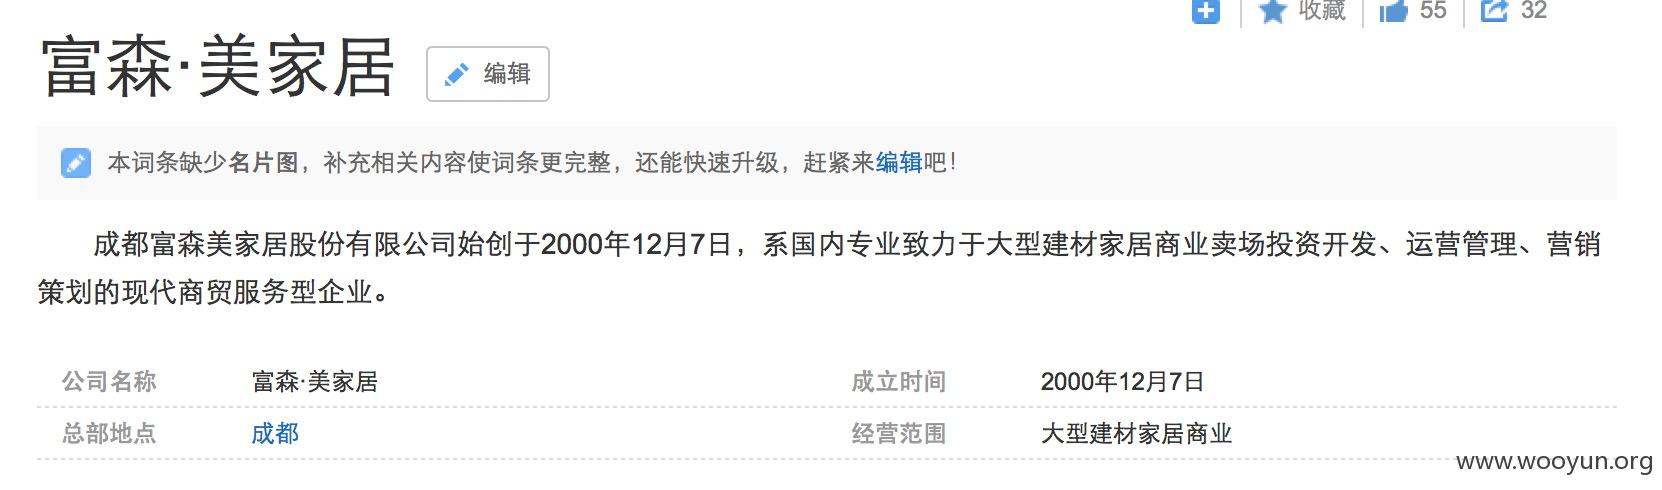 收藏 55 32
富森·美家居 编辑
本词条缺少名片图，补充相关内容使词条更完整，还能快速升级，赶紧来编辑吧！
成都富森美家居股份有限公司始创于2000年12月7日，系国内专业致力于大型建材家居商业卖场投资开发、运营管理、营销
策划的现代商贸服务型企业。
公司名称 富森·美家居 成立时间 2000年12月7日
总部地点 成都 经营范围 大型建材家居商业
www.wooyun.org